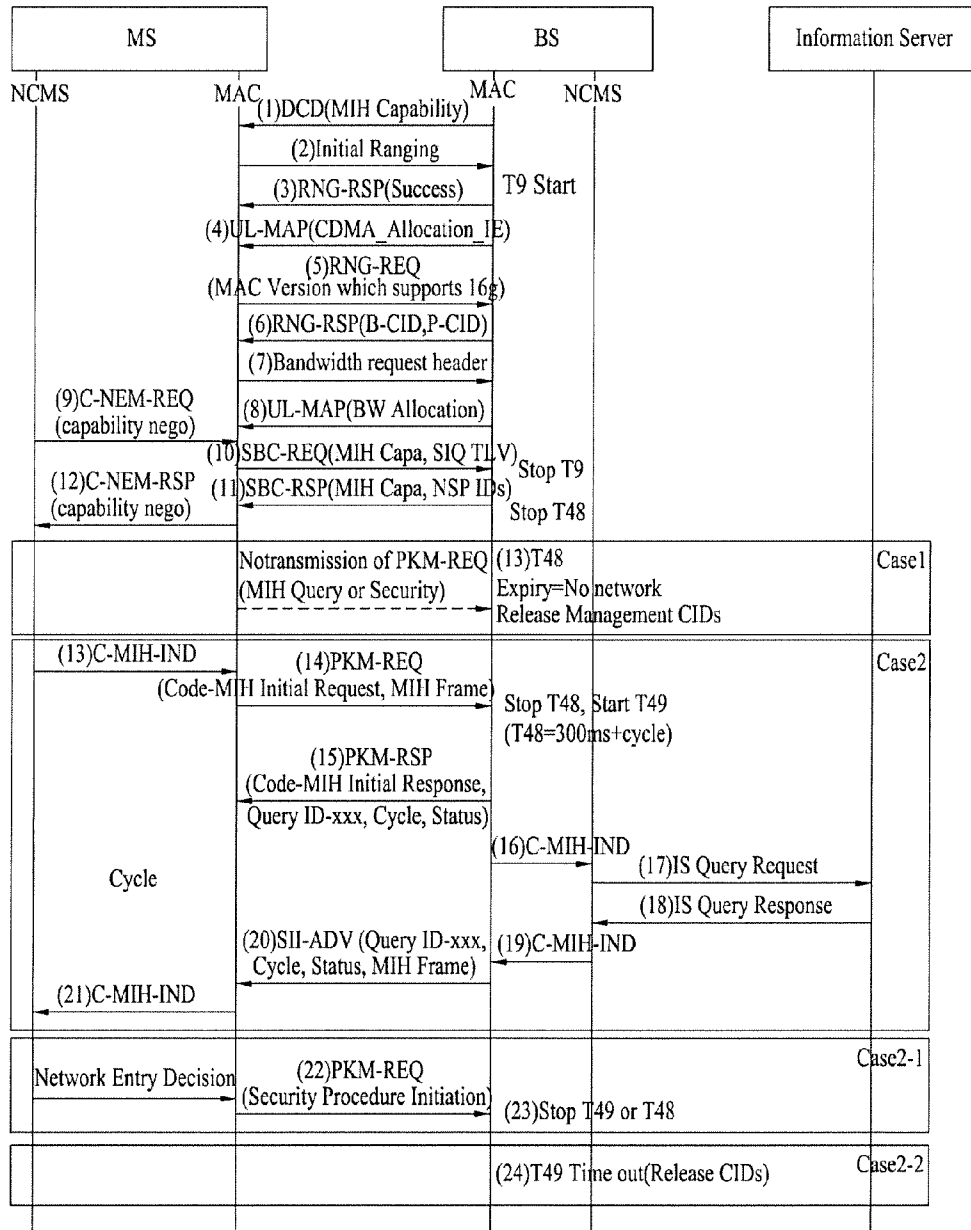 MS
BS
Information Server
NCMS
MAC
MAC
NCMS
(1)DCD(MIH Capability)
(2)Initial Ranging
T9 Start
(3)RNG-RSP(Success)
(4)UL-MAP(CDMA_Allocation_IE)
(5)RNG-REQ
(MAC Version which supports 16g)
(6)RNG-RSP(B-CID,P-CID)
(7)Bandwidth request header
(9)C-NEM-REQ
(capability nego)
(8)UL-MAP(BW Allocation)
(10)SBC-REQ(MIH Capa, SIQ TLV)
Stop T9
(12)C-NEM-RSP
(capability nego)
(11)SBC-RSP(MIH Capa, NSP IDs)
Stop T48
Case1
Notransmission of PKM-REQ
(MIH Query or Security)
(13)T48
Expiry=No network
Release Management CIDs
Case2
(13)C-MIH-IND
(14)PKM-REQ
(Code-MIH Initial Request, MIH Frame)
Stop T48, Start T49
(T48=300ms+cycle)
(15)PKM-RSP
(Code-MIH Initial Response,
Query ID-xxx, Cycle, Status)
(16)C-MIH-IND
(17)IS Query Request
Cycle
(18)IS Query Response
(20)SII-ADV (Query ID-xxx,
Cycle, Status, MIH Frame)
(19)C-MIH-IND
(21)C-MIH-IND
Case2-1
Network Entry Decision
(22)PKM-REQ
(Security Procedure Initiation)
(23)Stop T49 or T48
Case2-2
(24)T49 Time out(Release CIDs)